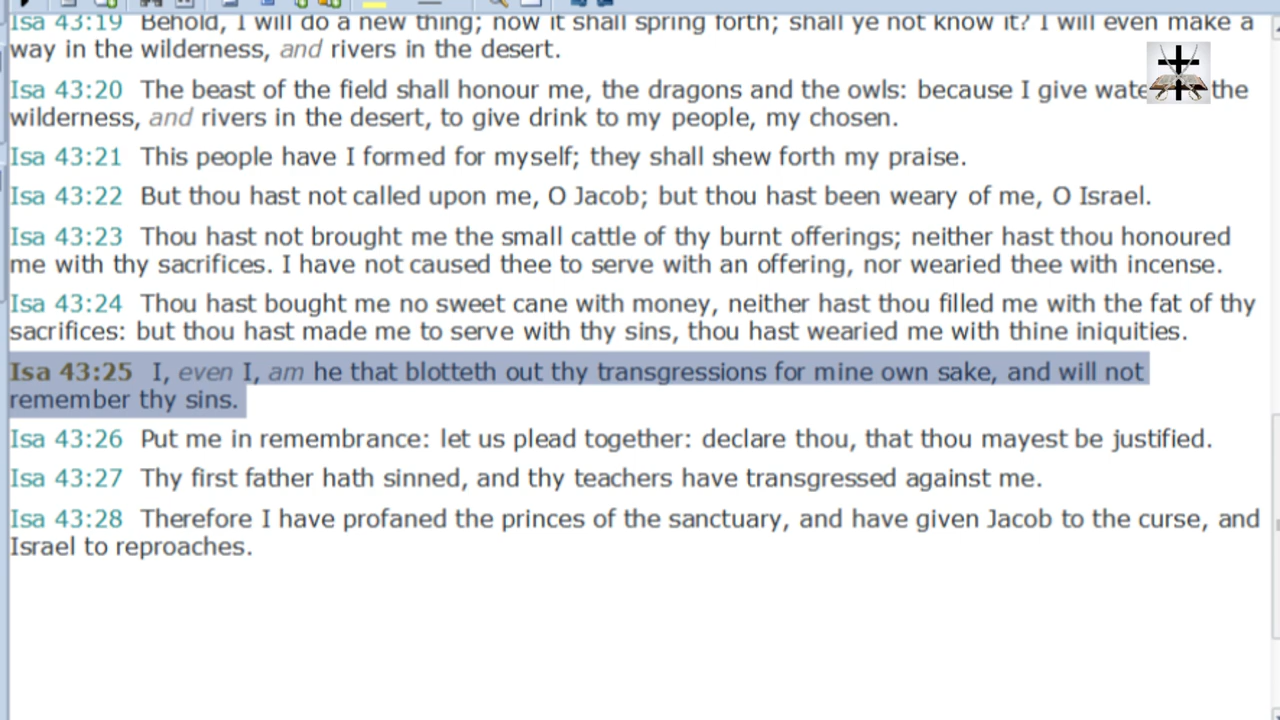 Isa 43:19 Behold, I will do a new thing; now it shall spring forth; shall ye not know it? I will even make a
way in the wilderness, and rivers in the desert.
Isa 43:20 The beast of the field shall honour me, the dragons and the owls: because I give wate the
wilderness, and rivers in the desert, to give drink to my people, my chosen.
Isa 43:21 This people have I formed for myself; they shall shew forth my praise.
Isa 43:22 But thou hast not called upon me, O Jacob; but thou hast been weary of me, O Israel.
Isa 43:23 Thou hast not brought me the small cattle of thy burnt offerings; neither hast thou honoured
me with thy sacrifices. I have not caused thee to serve with an offering, nor wearied thee with incense.
Isa 43:24 Thou hast bought me no sweet cane with money, neither hast thou filled me with the fat of thy
sacrifices: but thou hast made me to serve with thy sins, thou hast wearied me with thine iniquities.
Isa 43:25 I, even I, am he that blotteth out thy transgressions for mine own sake, and will not
remember thy sins.
Isa 43:26 Put me in remembrance: let us plead together: declare thou, that thou mayest be justified.
Isa 43:27 Thy first father hath sinned, and thy teachers have transgressed against me.
Isa 43:28 Therefore I have profaned the princes of the sanctuary, and have given Jacob to the curse, and
Israel to reproaches.